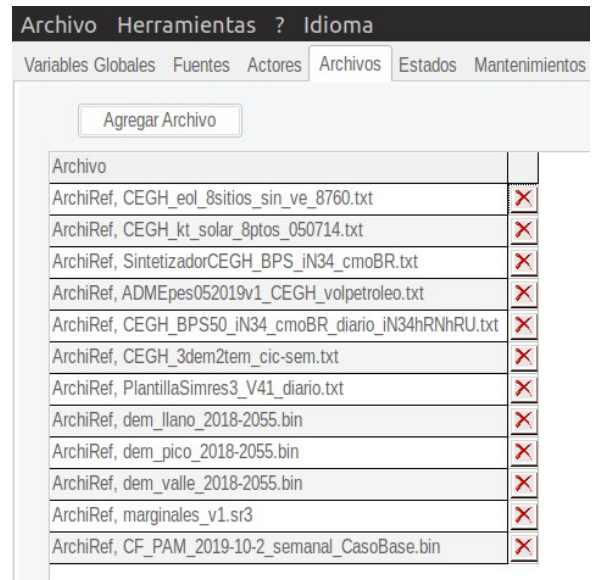 Archivo Herramientas ? Idioma
Variables Globales Fuentes Actores Archivos Estados Mantenimientos
Agregar Archivo
Archivo
ArchiRef, CEGH_eol_8sitios_sin_ve_8760.txt
ArchiRef, CEGH_kt_solar_8ptos_050714.txt
ArchiRef, SintetizadorCEGH_BPS_iN34_cmoBR.txt
ArchiRef, ADMEpes052019v1_CEGH_volpetroleo.txt
ArchiRef, CEGH_BPS50_iN34_cmoBR_diario_iN34hRNhRU.txt
ArchiRef, CEGH_3dem2tem_cic-sem.txt
ArchiRef, PlantillaSimres3_V41_diario.txt
ArchiRef, dem_llano_2018-2055.bin
ArchiRef, dem_pico_2018-2055.bin
ArchiRef, dem_valle_2018-2055.bin
ArchiRef, marginales_v1.sr3
ArchiRef, CF_PAM_2019-10-2_semanal_CasoBase.bin